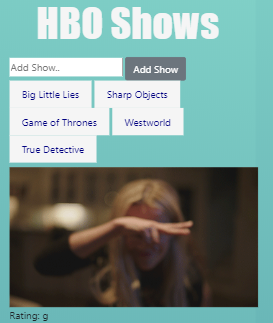 HBO Shows
Add Show.. Add Show
Big Little Lies Sharp Objects
Game of Thrones Westworld
True Detective
Rating: g